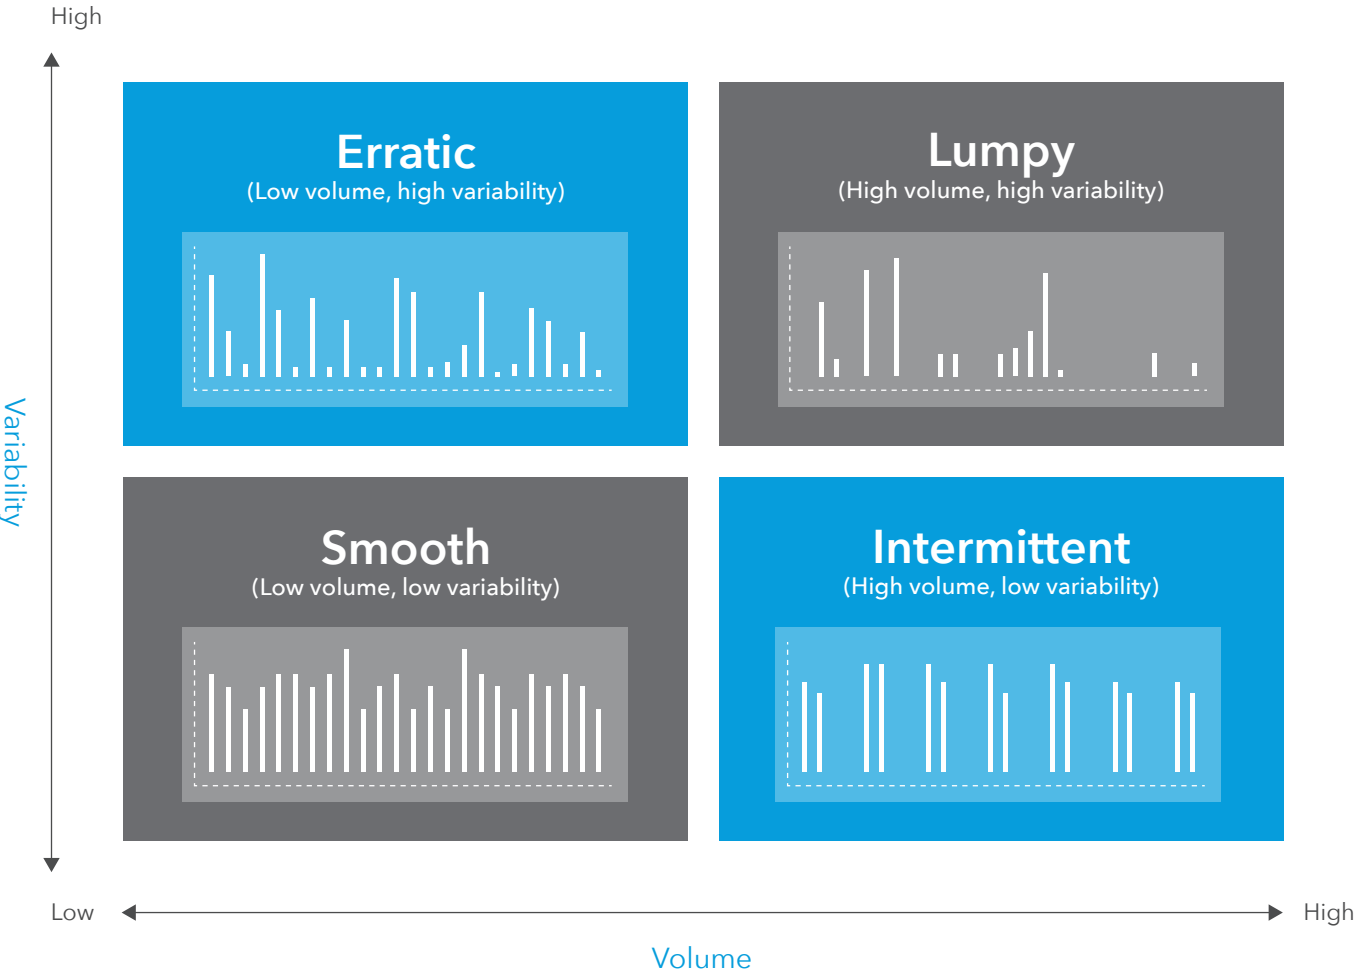 High
Erratic
(Low volume, high variability)
Lumpy
(High volume, high variability)
Variability
Smooth
(Low volume, low variability)
Intermittent
(High volume, low variability)
Low
High
Volume